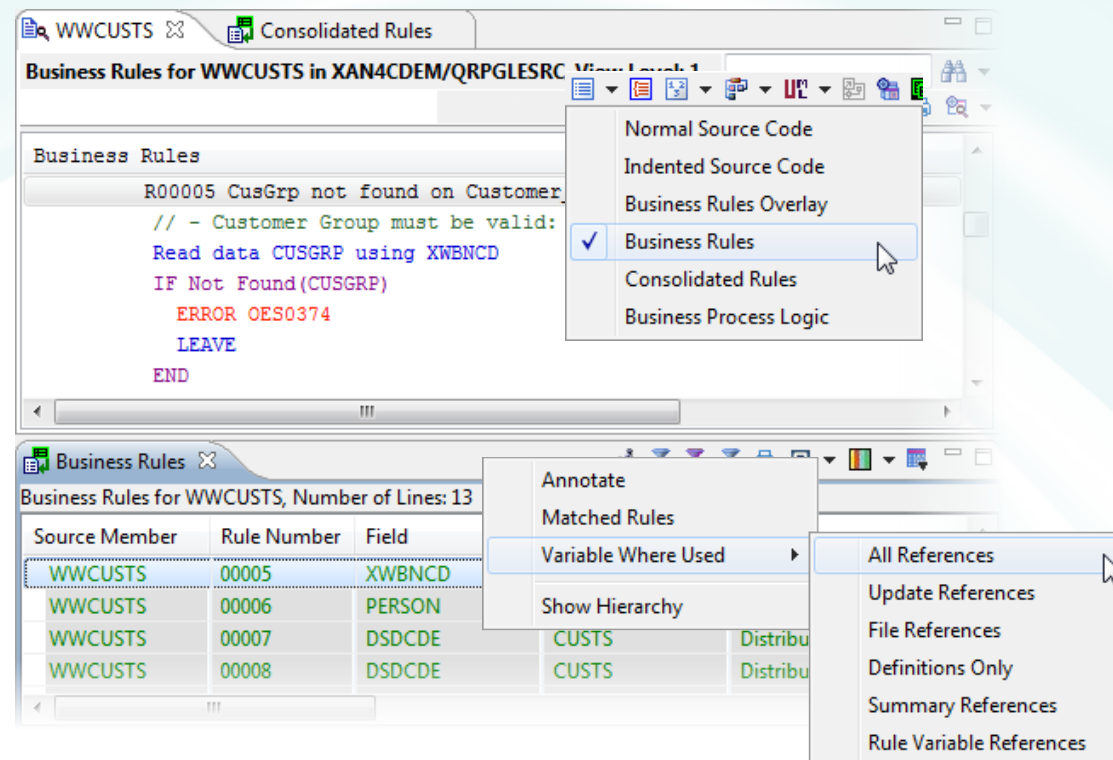 WWCUSTS
Consolidated Rules
Business Rules for WWCUSTS in XAN4CDEM/QRPGLESRC View Level: 1
Normal Source Code
Indented Source Code
Business Rules Overlay
Business Rules
Consolidated Rules
Business Process Logic
Business Rules
R00005 CusGrp not found on Customer_
// - Customer Group must be valid:
Read data CUSGRP using XWBNCD
IF Not Found(CUSGRP)
ERROR OES0374
LEAVE
END
Business Rules
Business Rules for WWCUSTS, Number of Lines: 13
Annotate
Matched Rules
Variable Where Used
Show Hierarchy
All References
Update References
File References
Definitions Only
Summary References
Rule Variable References
Source Member Rule Number Field
WWCUSTS 00005 XWBNCD
WWCUSTS 00006 PERSON
WWCUSTS 00007 DSDCDE CUSTS Distribu
WWCUSTS 00008 DSDCDE CUSTS Distribu